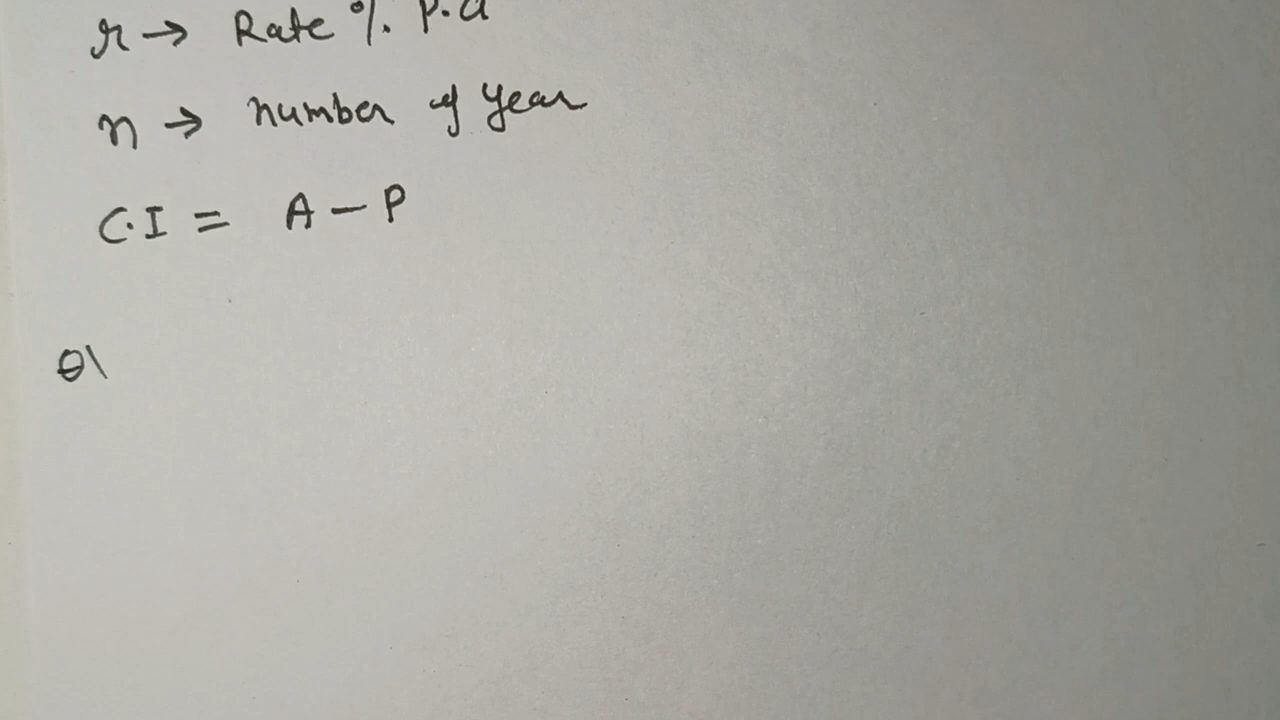 r → Rate % p.a
n → number of year
C.I = A - P
Q\